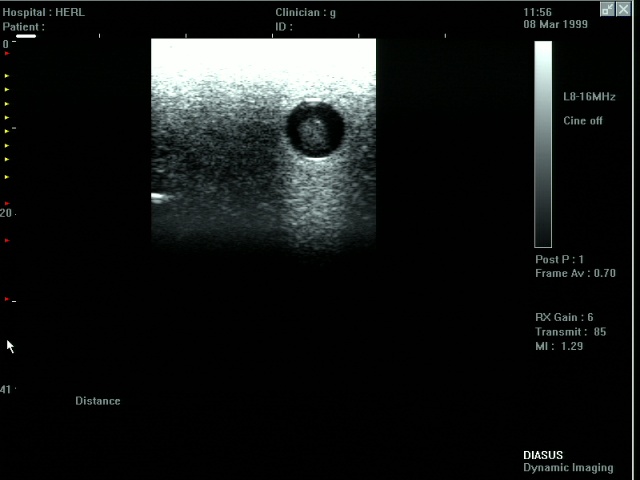 Hospital : HERL
Patient :
Clinician : g
ID :
11:56
08 Mar 1999
0
20
41
L8-16MHz
Cine off
Post P : 1
Frame Av : 0.70
RX Gain : 6
Transmit : 85
MI : 1.29
Distance
DIASUS
Dynamic Imaging